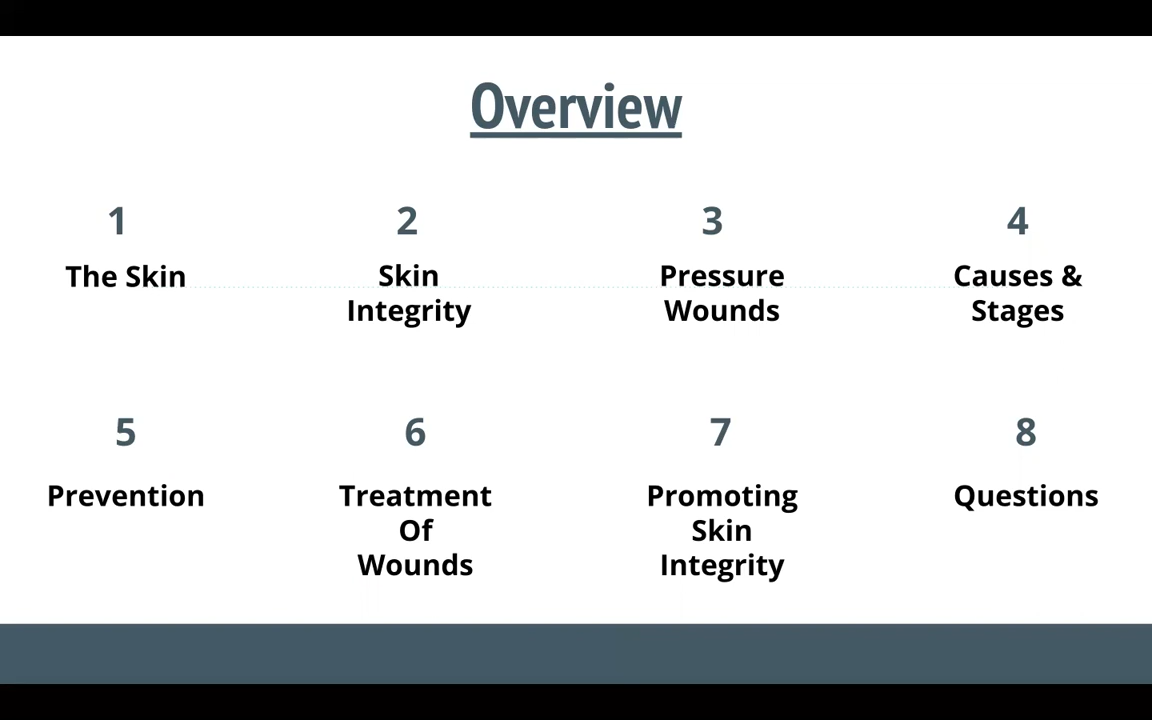 Overview
1
The Skin
2
Skin
Integrity
3
Pressure
Wounds
4
Causes &
Stages
5
Prevention
6
Treatment
Of
Wounds
7
Promoting
Skin
Integrity
8
Questions